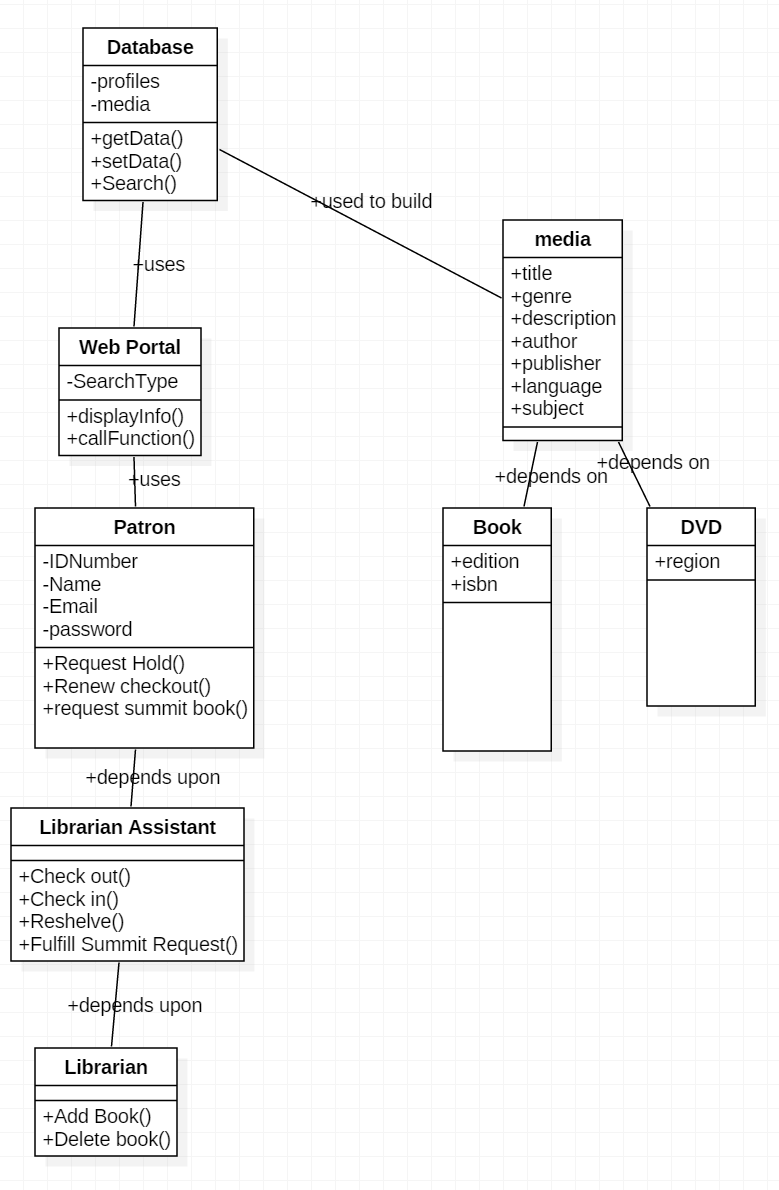 Database
-profiles
-media
+getData()
+setData()
+Search()
+used to build
+uses
media
+title
+genre
+description
+author
+publisher
+language
+subject
Web Portal
-SearchType
+displayInfo()
+callFunction()
+uses
+depends on
+depends on
Patron
-IDNumber
-Name
-Email
-password
+Request Hold()
+Renew checkout()
+request summit book()
Book
+edition
+isbn
DVD
+region
+depends upon
Librarian Assistant
+Check out()
+Check in()
+Reshelve()
+Fulfill Summit Request()
+depends upon
Librarian
+Add Book()
+Delete book()